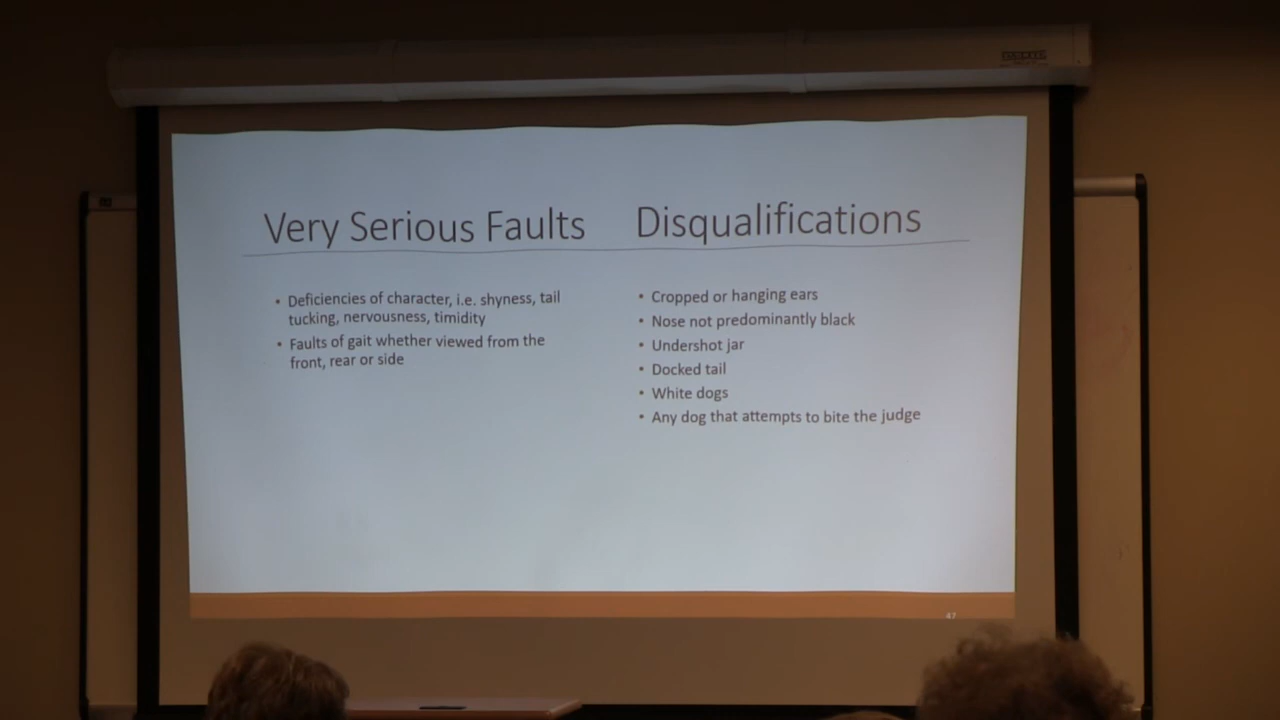 Very Serious Faults
• Deficiencies of character, i.e. shyness, tail
tucking, nervousness, timidity
• Faults of gait whether viewed from the
front, rear or side
Disqualifications
• Cropped or hanging ears
• Nose not predominantly black
• Undershot jar
• Docked tail
• White dogs
• Any dog that attempts to bite the judge
47